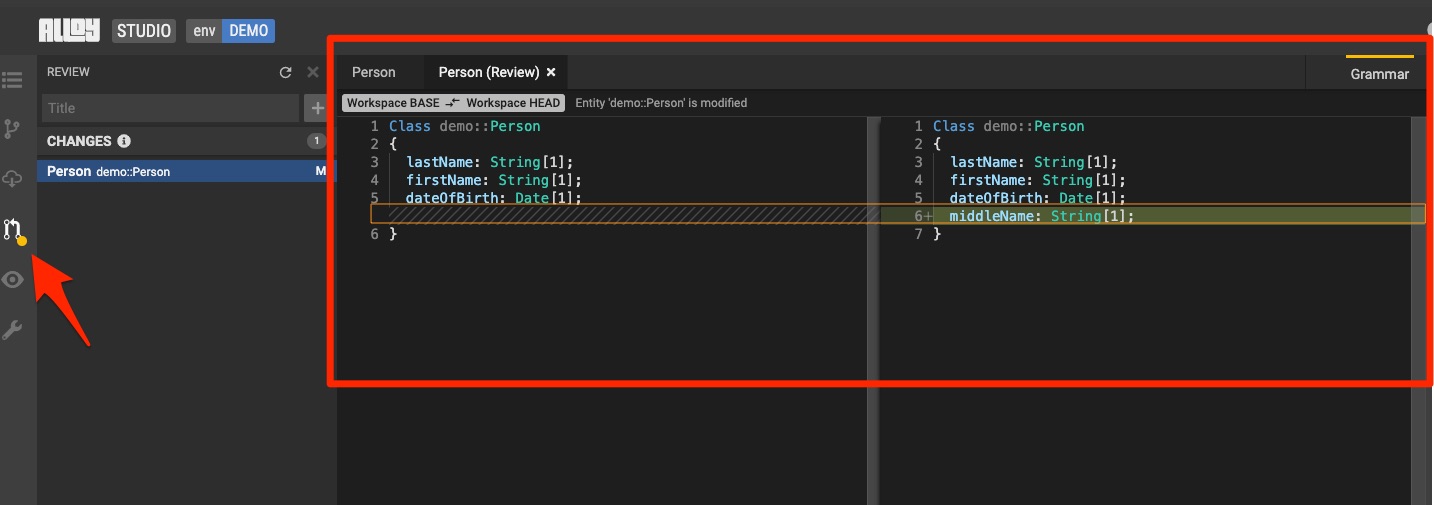 ALLOY STUDIO env DEMO
REVIEW
Title
CHANGES 1
Person demo::Person M
Person Person (Review)
Grammar
Workspace BASE Workspace HEAD Entity 'demo::Person' is modified
1 Class demo::Person
2 {
3 lastName: String[1];
4 firstName: String[1];
5 dateOfBirth: Date[1];
6 }
1 Class demo::Person
2 {
3 lastName: String[1];
4 firstName: String[1];
5 dateOfBirth: Date[1];
6+ middleName: String[1];
7 }